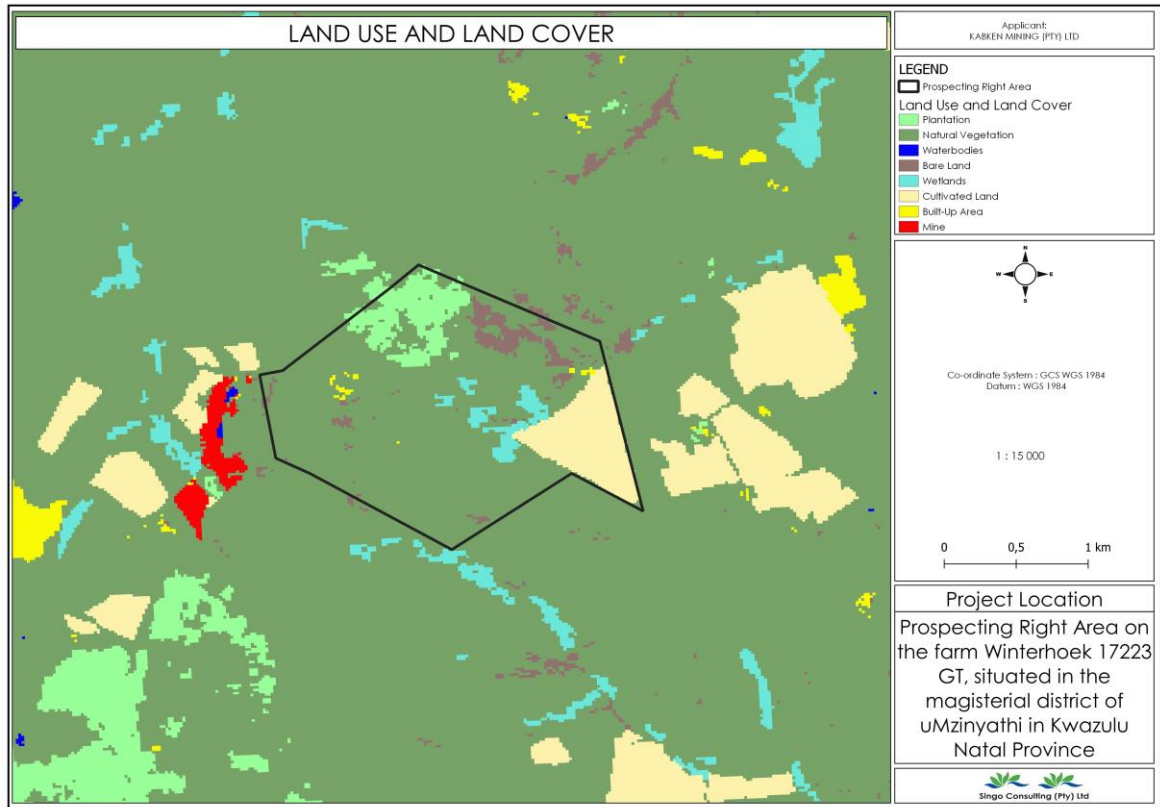 LAND USE AND LAND COVER
Applicant:
KABKEN MINING (PTY) LTD
LEGEND
Prospecting Right Area
Land Use and Land Cover
Plantation
Natural Vegetation
Waterbodies
Bare Land
Wetlands
Cultivated Land
Built-Up Area
Mine
N
W
E
S
Co-ordinate System : GCS WGS 1984
Datum : WGS 1984
1 : 15 000
0 0,5 1 km
Project Location
Prospecting Right Area on
the farm Winterhoek 17223
GT, situated in the
magisterial district of
uMzinyathi in Kwazulu
Natal Province
Singo Consulting (Pty) Ltd